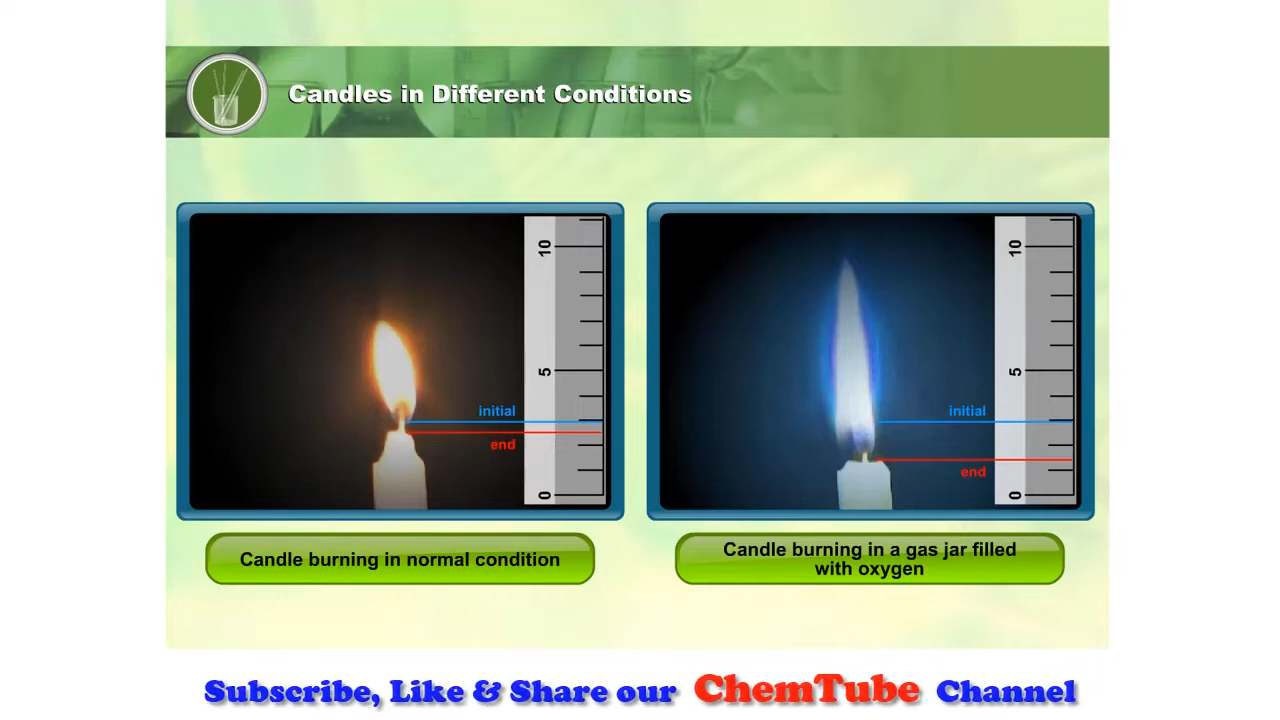 Candles in Different Conditions
10
5
0
initial
end
10
5
0
initial
end
Candle burning in normal condition
Candle burning in a gas jar filled
with oxygen
Subscribe, Like & Share our ChemTube Channel